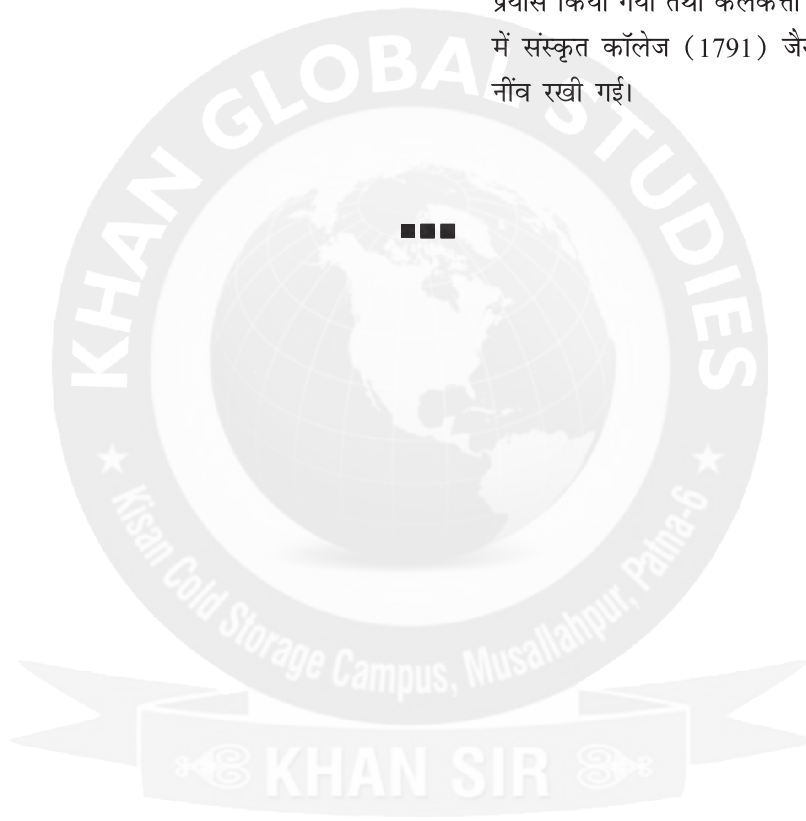 प्रयास किया गया तथा कलकत्ता
में संस्कृत कॉलेज (1791)
नींव रखी गई।
KHAN GLOBAL STUDIES
Kisan Cold Storage Campus, Musallahpur, Patna-6
KHAN SIR